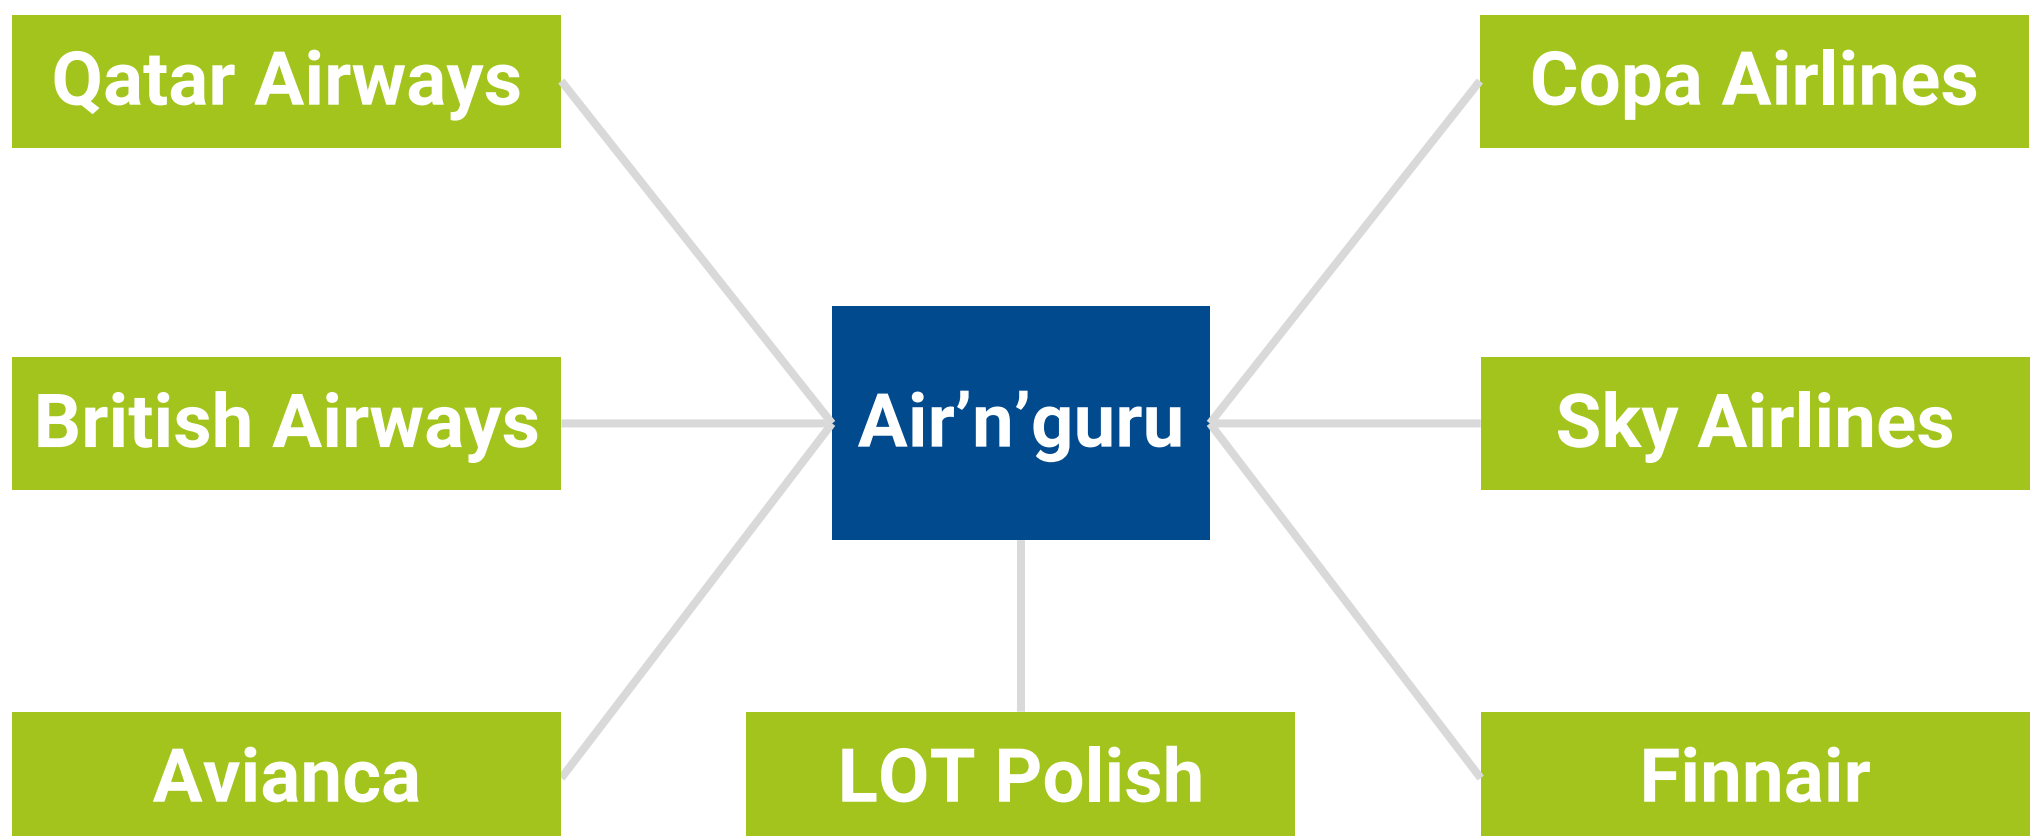 Qatar Airways
Copa Airlines
British Airways
Air’n’guru
Sky Airlines
Avianca
LOT Polish
Finnair